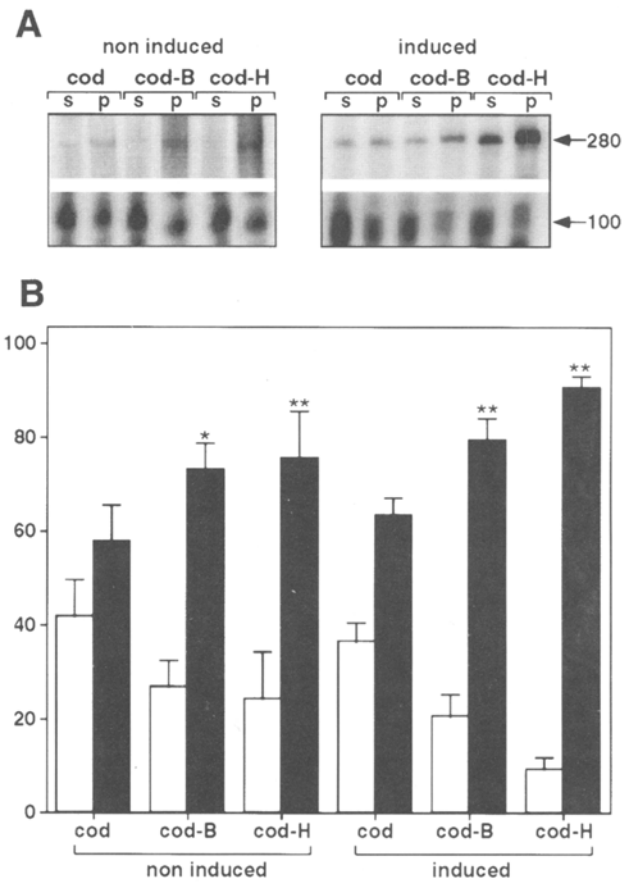 A
non induced induced
cod cod-B cod-H cod cod-B cod-H
s p s p s p s p s p s p
280
100
B
100
80
60
40
20
0
* ** ** **
cod cod-B cod-H cod cod-B cod-H
non induced induced